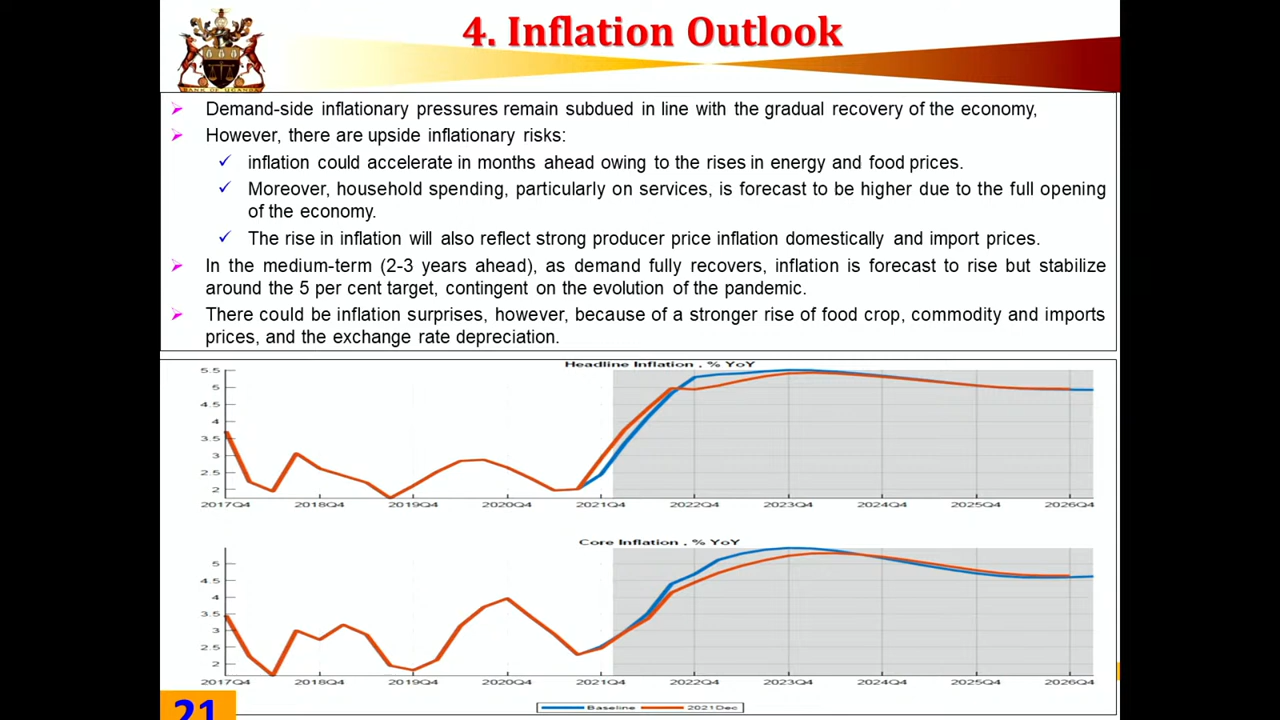 4. Inflation Outlook
BANK OF UGANDA
Demand-side inflationary pressures remain subdued in line with the gradual recovery of the economy,
However, there are upside inflationary risks:
inflation could accelerate in months ahead owing to the rises in energy and food prices.
Moreover, household spending, particularly on services, is forecast to be higher due to the full opening
of the economy.
The rise in inflation will also reflect strong producer price inflation domestically and import prices.
In the medium-term (2-3 years ahead), as demand fully recovers, inflation is forecast to rise but stabilize
around the 5 per cent target, contingent on the evolution of the pandemic.
There could be inflation surprises, however, because of a stronger rise of food crop, commodity and imports
prices, and the exchange rate depreciation.
Headline Inflation , % YoY
5.5
5
4.5
4
3.5
3
2.5
2
2017Q4 2018Q4 2019Q4 2020Q4 2021Q4 2022Q4 2023Q4 2024Q4 2025Q4 2026Q4
Core Inflation , % YoY
5
4.5
4
3.5
3
2.5
2
2017Q4 2018Q4 2019Q4 2020Q4 2021Q4 2022Q4 2023Q4 2024Q4 2025Q4 2026Q4
Baseline 2021Dec
21